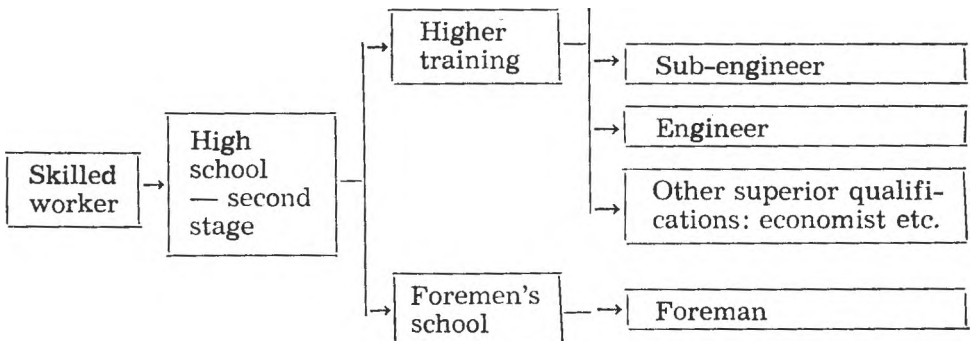 Higher
training
Sub-engineer
Engineer
Other superior qualifi-
cations: economist etc.
High
school
— second
stage
Skilled
worker
Foremen's
school
Foreman